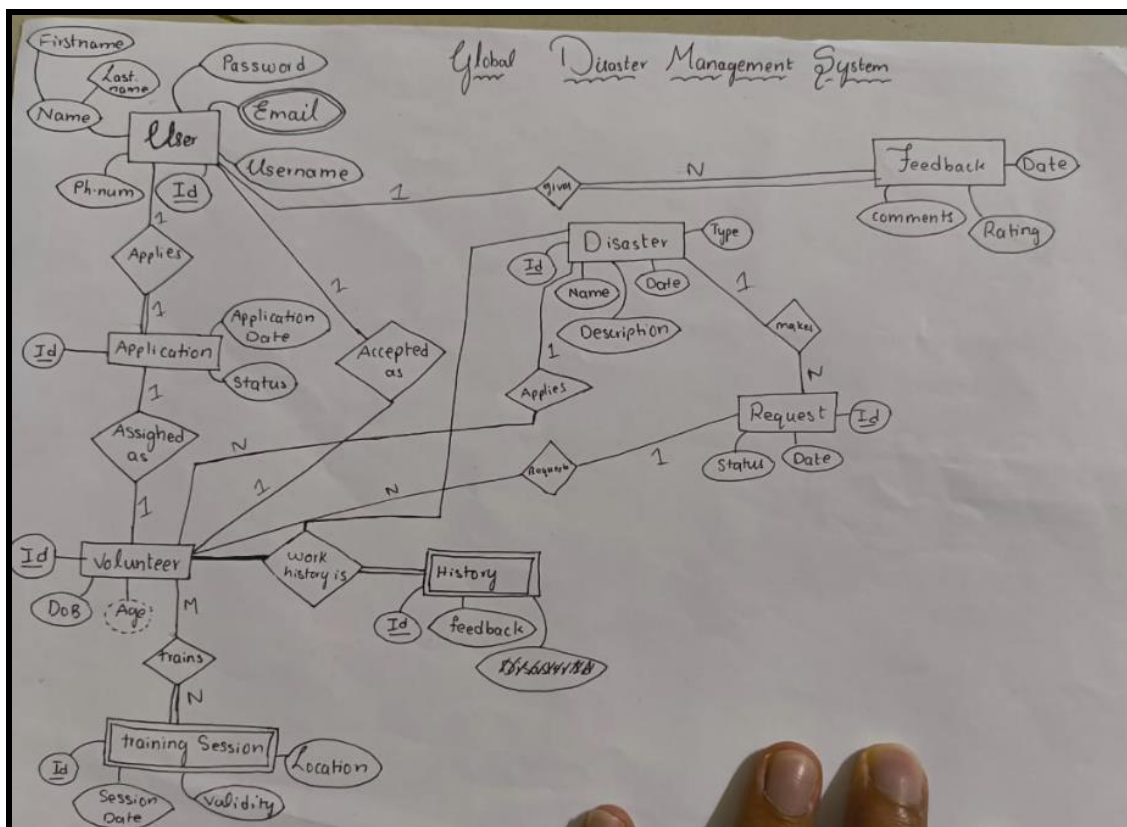 Global Disaster Management System
Firstname
Last name
Name
Password
Email
User
Username
Ph-num
Id
1
gives
N
Feedback
Date
comments
Rating
1
Applies
1
1
Accepted as
1
Disaster
Type
Id
Name
Date
Description
1
makes
N
Application
Id
Application Date
Status
1
Applies
N
Request
Id
Status
Date
1
N
1
Assighed as
1
Volunteer
Id
DoB
Age
work history is
History
Id
feedback
M
trains
N
training Session
Id
Location
Session Date
Validity